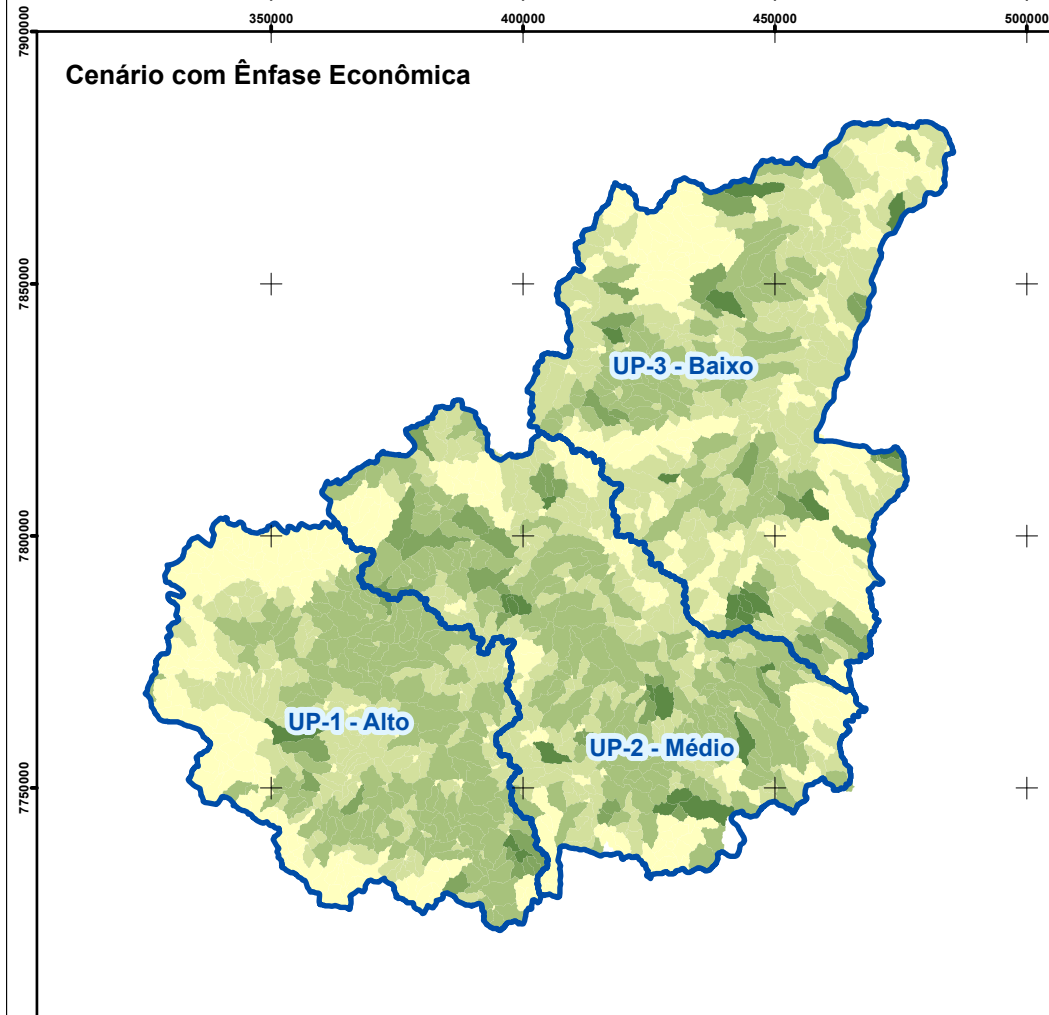 350000 400000 450000 500000
7900000
Cenário com Ênfase Econômica
7850000
UP-3 - Baixo
7800000
UP-1 - Alto
UP-2 - Médio
7750000